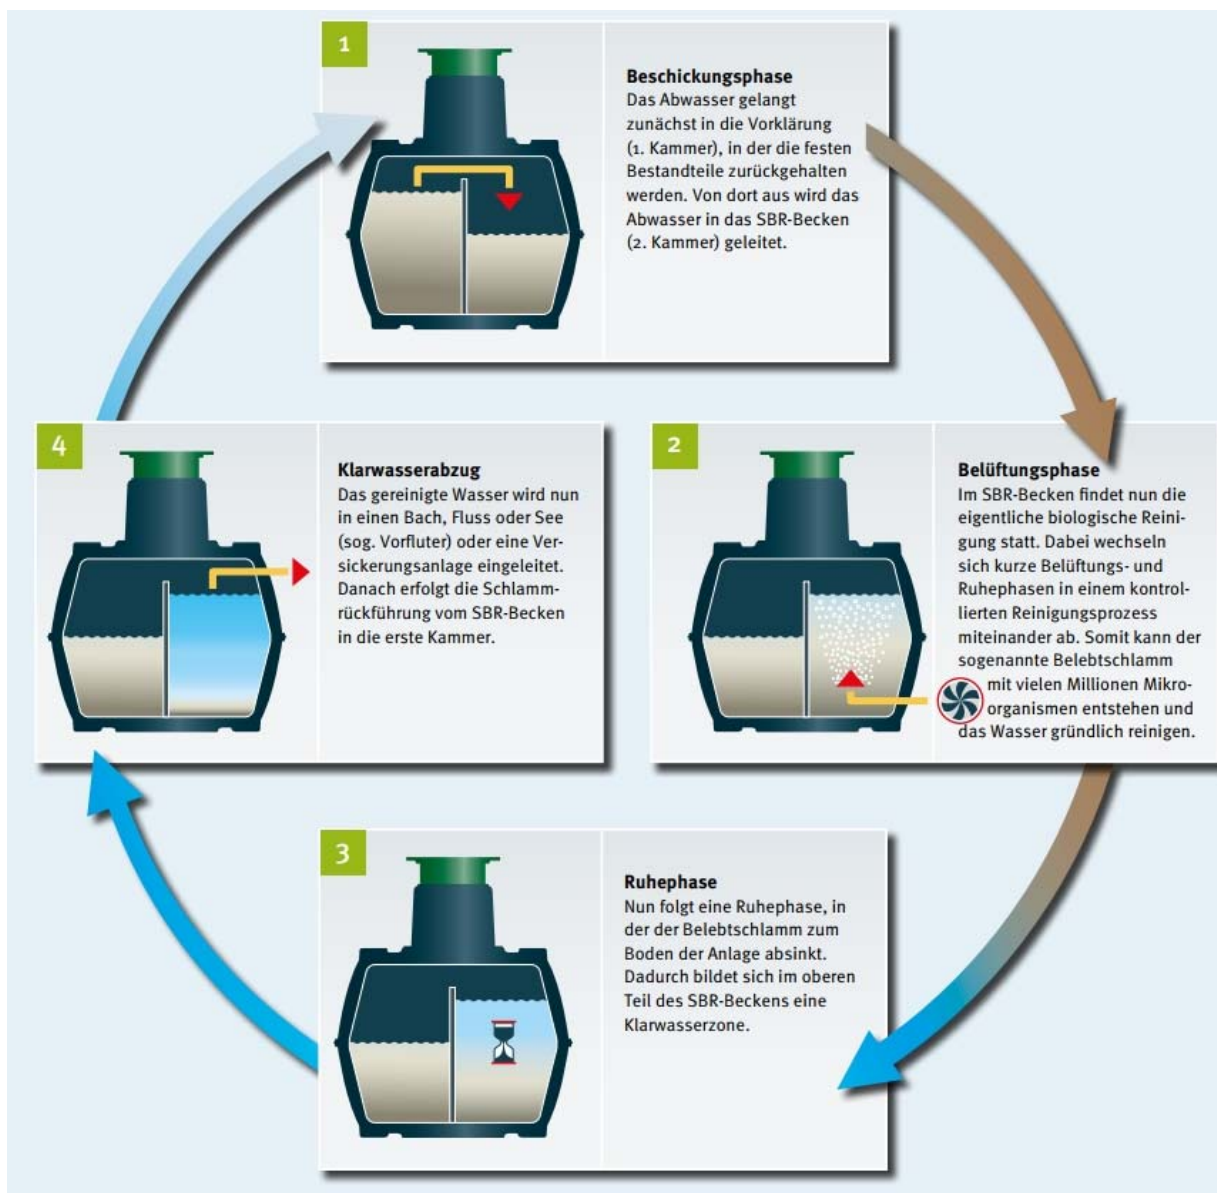 1
Beschickungsphase
Das Abwasser gelangt
zunächst in die Vorklärung
(1. Kammer), in der die festen
Bestandteile zurückgehalten
werden. Von dort aus wird das
Abwasser in das SBR-Becken
(2. Kammer) geleitet.
2
Belüftungsphase
Im SBR-Becken findet nun die
eigentliche biologische Reini-
gung statt. Dabei wechseln
sich kurze Belüftungs- und
Ruhephasen in einem kontrol-
lierten Reinigungsprozess
miteinander ab. Somit kann der
sogenannte Belebtschlamm
mit vielen Millionen Mikro-
organismen entstehen und
das Wasser gründlich reinigen.
3
Ruhephase
Nun folgt eine Ruhephase, in
der der Belebtschlamm zum
Boden der Anlage absinkt.
Dadurch bildet sich im oberen
Teil des SBR-Beckens eine
Klarwasserzone.
4
Klarwasserabzug
Das gereinigte Wasser wird nun
in einen Bach, Fluss oder See
(sog. Vorfluter) oder eine Ver-
sickerungsanlage eingeleitet.
Danach erfolgt die Schlamm-
rückführung vom SBR-Becken
in die erste Kammer.